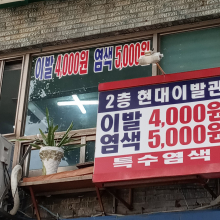 이발 4,000원 염색 5,000원
2층 현대이발관
이발 4,000원
염색 5,000원
특수염색